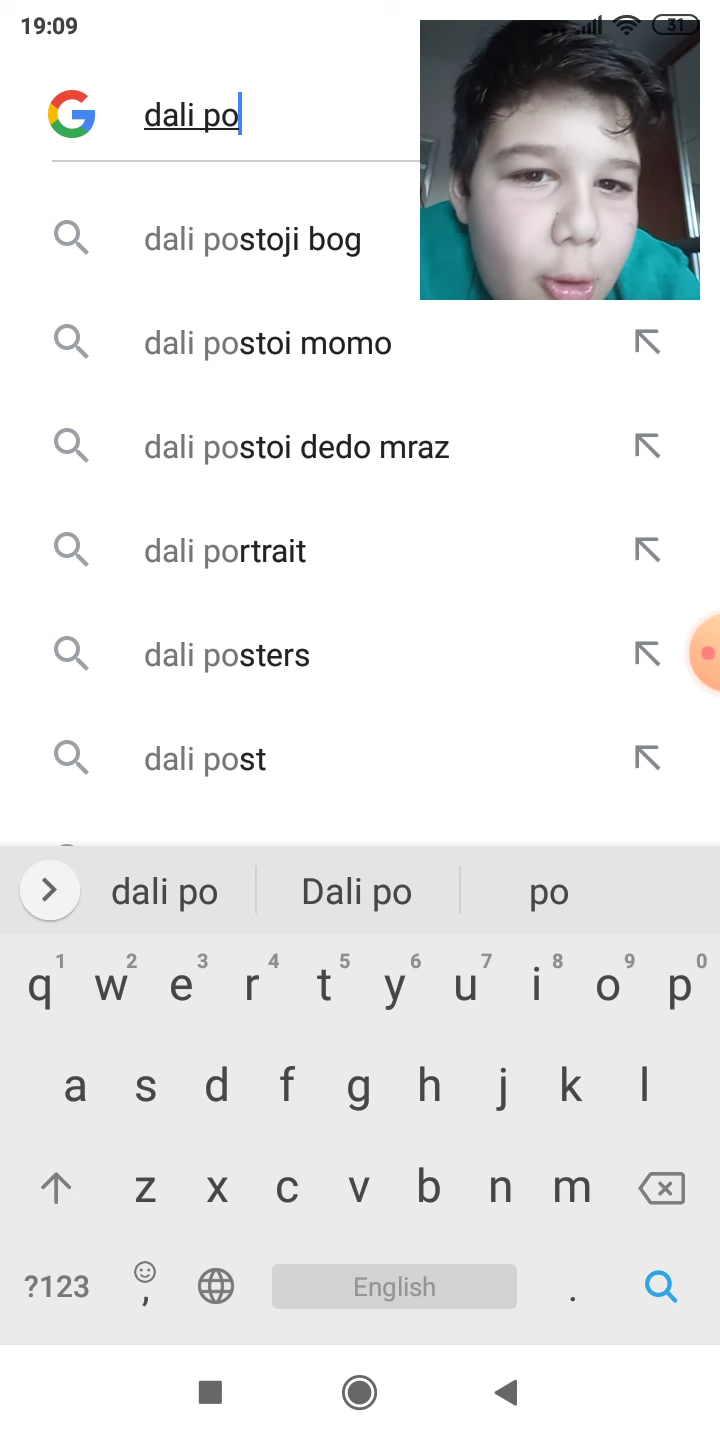 19:09
31
dali po
dali postoji bog
dali postoi momo
dali postoi dedo mraz
dali portrait
dali posters
dali post
dali po Dali po po
1 2 3 4 5 6 7 8 9 0
q w e r t y u i o p
a s d f g h j k l
z x c v b n m
?123 , English .